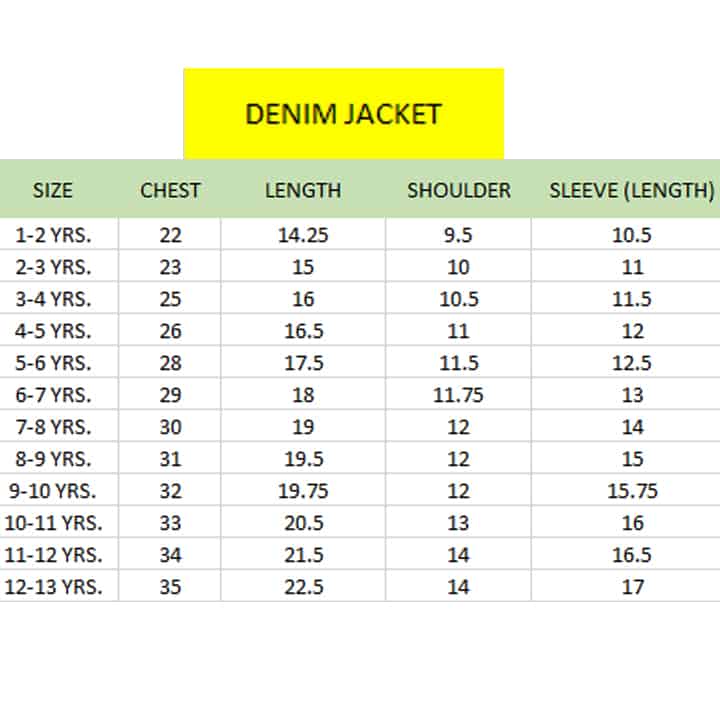 DENIM JACKET
SIZE CHEST LENGTH SHOULDER SLEEVE (LENGTH)
1-2 YRS. 22 14.25 9.5 10.5
2-3 YRS. 23 15 10 11
3-4 YRS. 25 16 10.5 11.5
4-5 YRS. 26 16.5 11 12
5-6 YRS. 28 17.5 11.5 12.5
6-7 YRS. 29 18 11.75 13
7-8 YRS. 30 19 12 14
8-9 YRS. 31 19.5 12 15
9-10 YRS. 32 19.75 12 15.75
10-11 YRS. 33 20.5 13 16
11-12 YRS. 34 21.5 14 16.5
12-13 YRS. 35 22.5 14 17